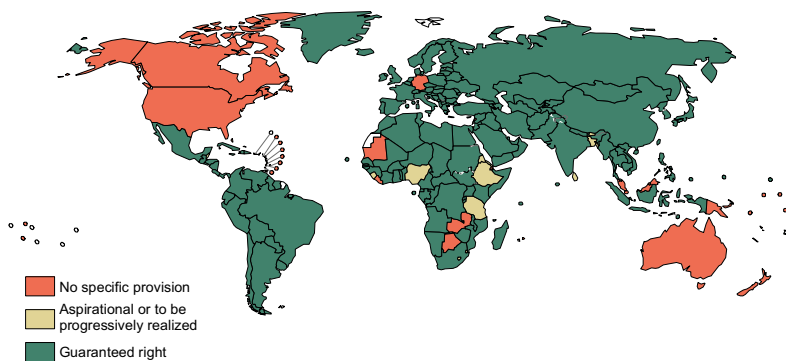 No specific provision
Aspirational or to be
progressively realized
Guaranteed right